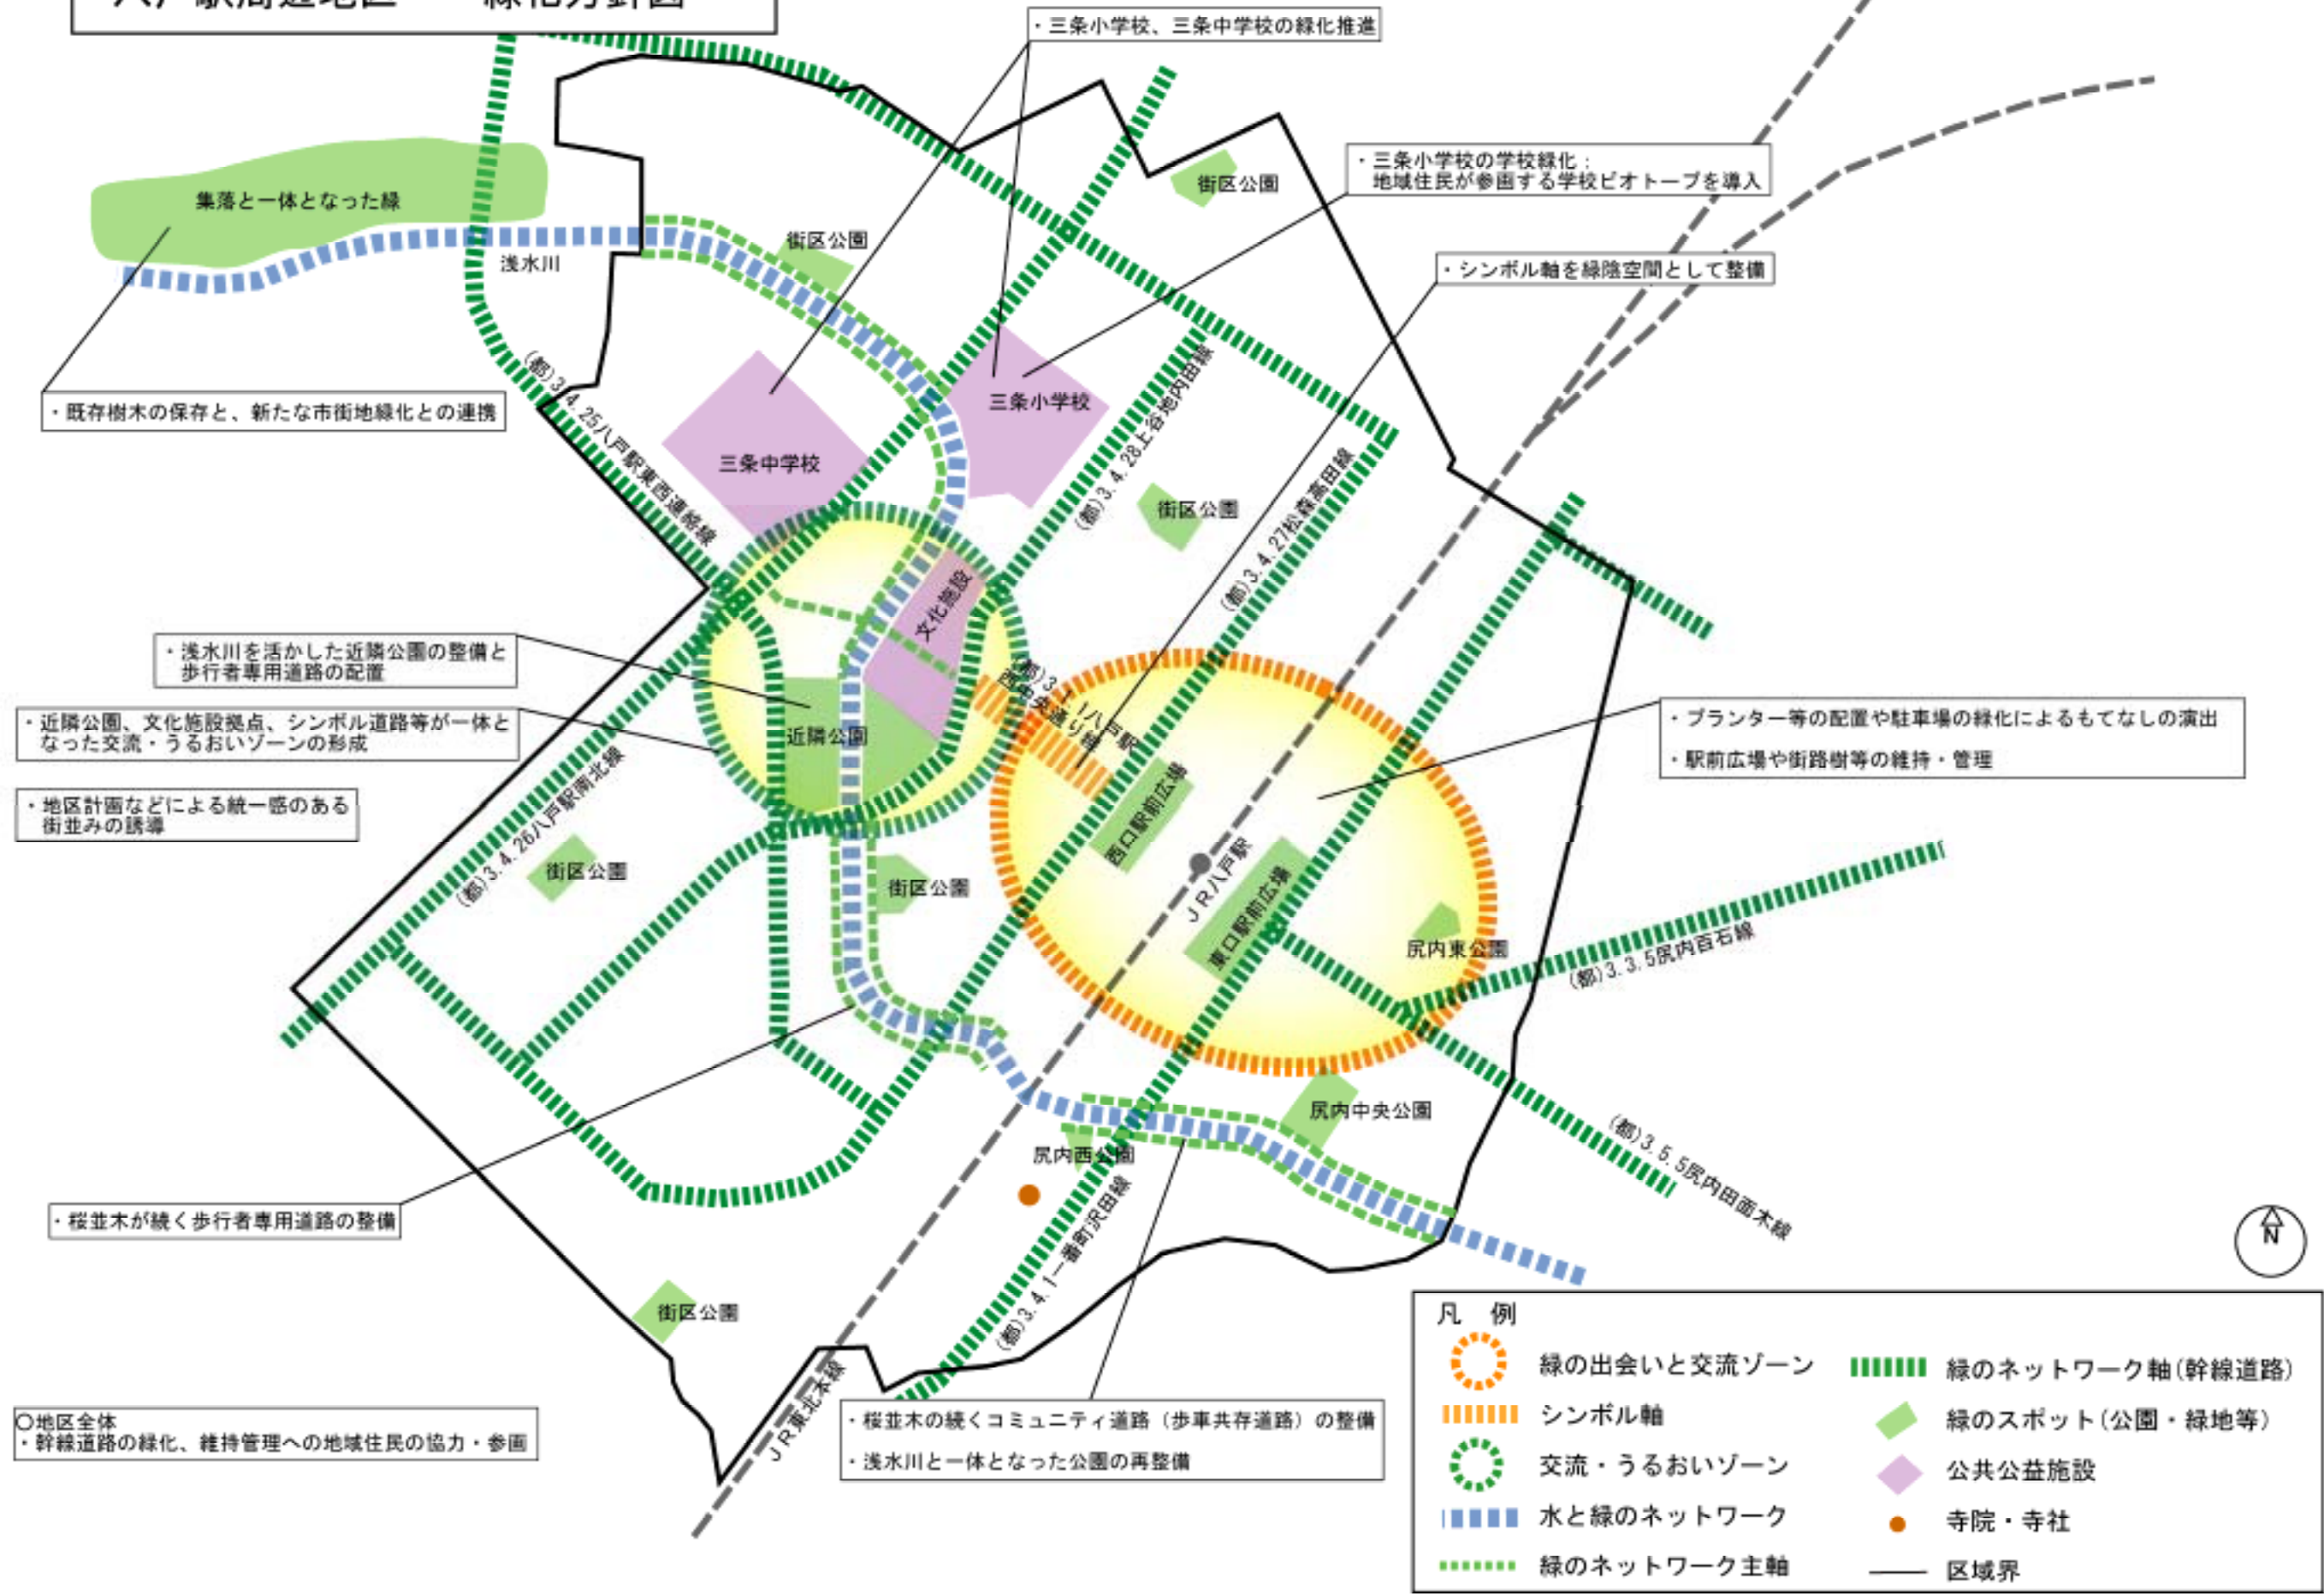 八戸駅周辺地区　緑化方針図
・三条小学校、三条中学校の緑化推進
・三条小学校の学校緑化：
地域住民が参画する学校ビオトープを導入
街区公園
集落と一体となった緑
街区公園
浅水川
・シンボル軸を緑陰空間として整備
・既存樹木の保存と、新たな市街地緑化との連携
(都)3.4.25八戸駅東西連絡線
三条小学校
三条中学校
(都)3.4.28上谷地内田線
街区公園
(都)3.4.27松森高田線
文化施設
・浅水川を活かした近隣公園の整備と
歩行者専用道路の配置
(都)3.1.1八戸駅
西中央通り線
・近隣公園、文化施設拠点、シンボル道路等が一体と
なった交流・うるおいゾーンの形成
近隣公園
・プランター等の配置や駐車場の緑化によるもてなしの演出
・駅前広場や街路樹等の維持・管理
・地区計画などによる統一感のある
街並みの誘導
(都)3.4.26八戸駅南北線
西口駅前広場
街区公園
街区公園
JR八戸駅
東口駅前広場
尻内東公園
(都)3.3.5尻内百石線
尻内中央公園
尻内西公園
(都)3.5.5尻内田面木線
・桜並木が続く歩行者専用道路の整備
(都)3.4.1一番町沢田線
N
街区公園
JR東北本線
〇地区全体
・幹線道路の緑化、維持管理への地域住民の協力・参画
・桜並木の続くコミュニティ道路（歩車共存道路）の整備
・浅水川と一体となった公園の再整備
凡　例
緑の出会いと交流ゾーン
シンボル軸
交流・うるおいゾーン
水と緑のネットワーク
緑のネットワーク主軸
緑のネットワーク軸(幹線道路)
緑のスポット(公園・緑地等)
公共公益施設
寺院・寺社
区域界